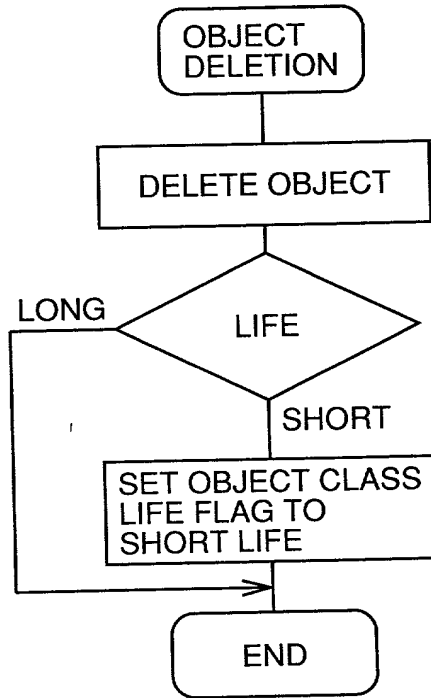 OBJECT
DELETION
DELETE OBJECT
LIFE
LONG
SHORT
SET OBJECT CLASS
LIFE FLAG TO
SHORT LIFE
END